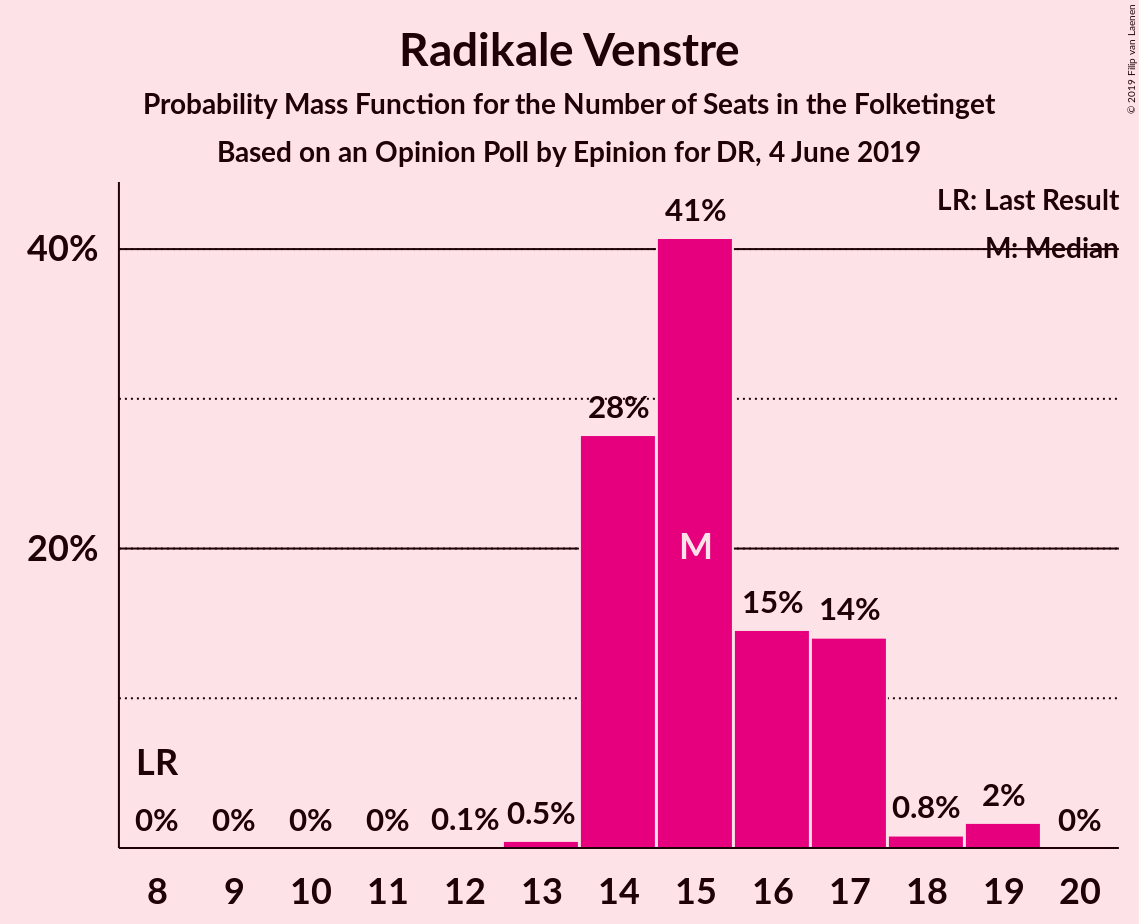 Radikale Venstre
Probability Mass Function for the Number of Seats in the Folketinget
Based on an Opinion Poll by Epinion for DR, 4 June 2019
© 2019 Filip van Laenen
LR: Last Result
M: Median
40%
20%
41%
28%
M
15%
14%
LR
0%
0%
0%
0%
0.1%
0.5%
0.8%
2%
0%
8 9 10 11 12 13 14 15 16 17 18 19 20